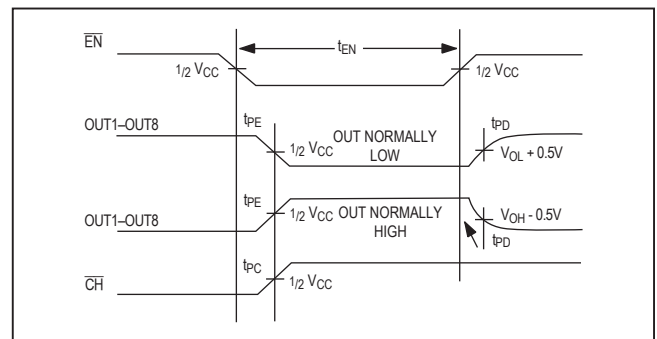 EN
tEN
1/2 VCC
1/2 VCC
OUT1–OUT8
tPE
1/2 VCC
OUT NORMALLY
LOW
tPD
VOL + 0.5V
OUT1–OUT8
tPE
1/2 VCC
OUT NORMALLY
HIGH
VOH - 0.5V
tPD
CH
tPC
1/2 VCC